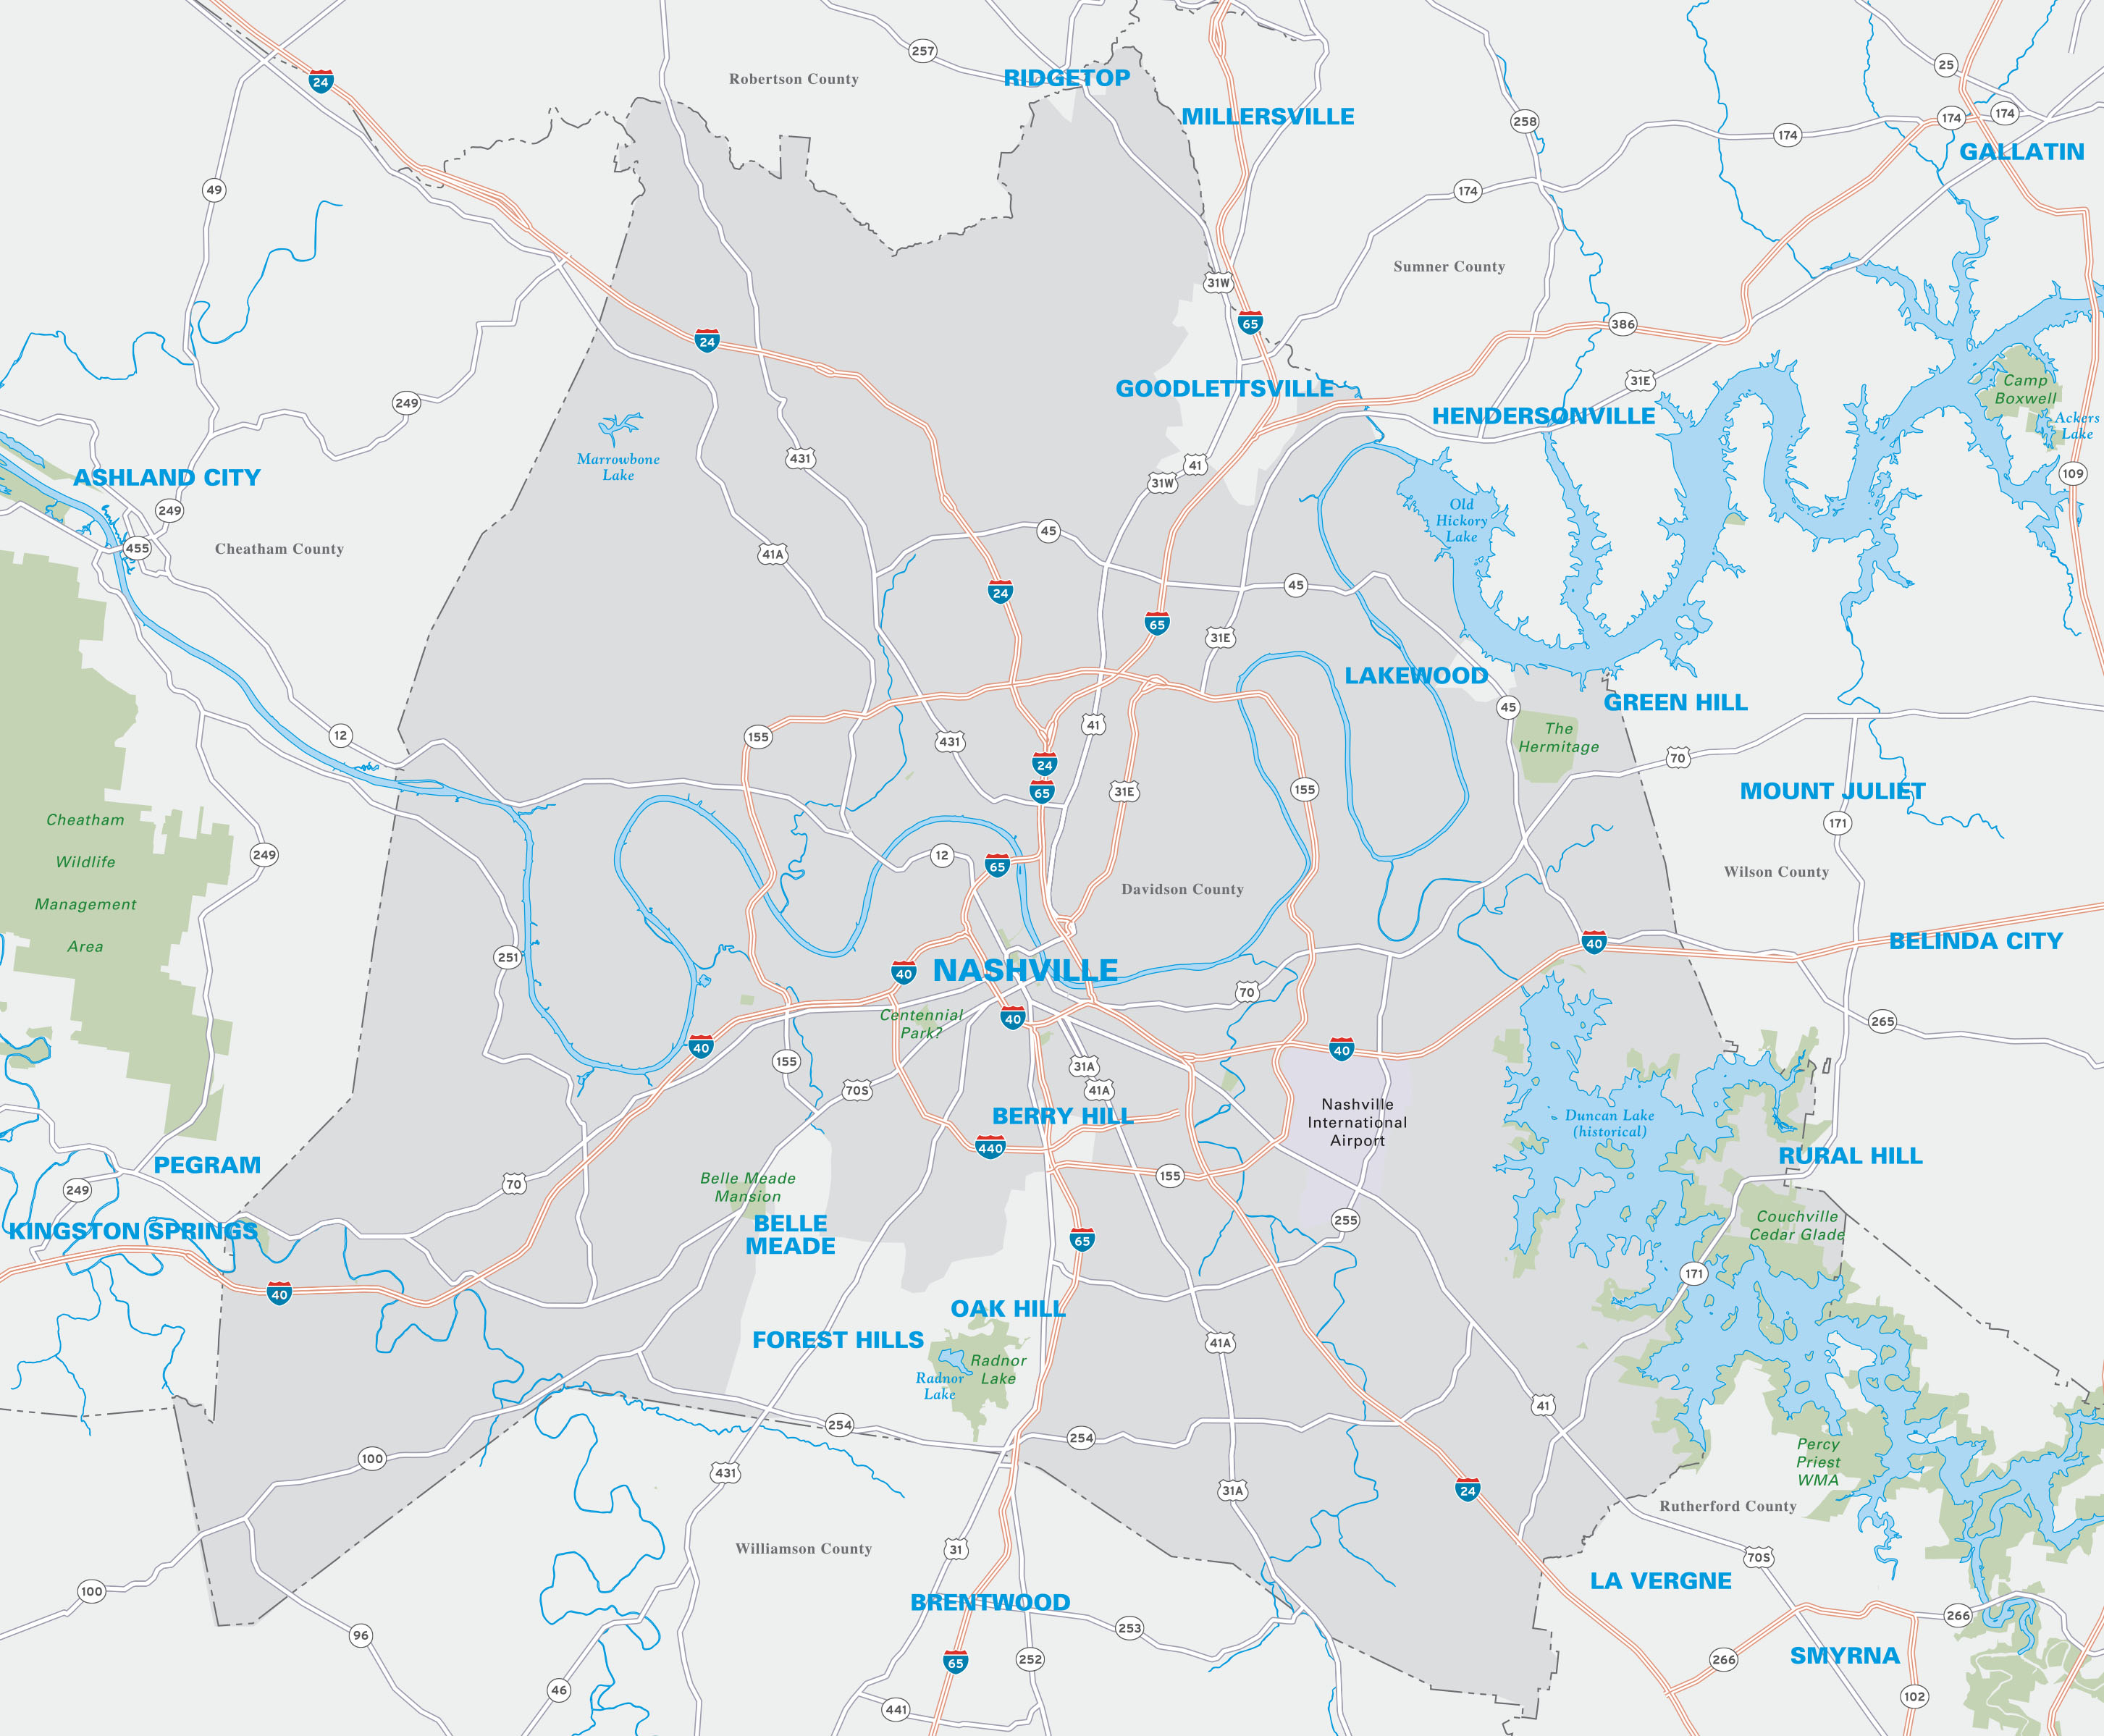 257
25
RIDGETOP
Robertson County
24
MILLERSVILLE
258
174
174
174
GALLATIN
49
174
Sumner County
31W
65
386
24
31E
GOODLETTSVILLE
Camp
Boxwell
249
HENDERSONVILLE
Ackers
Lake
Marrowbone
Lake
431
41
109
ASHLAND CITY
31W
249
Old
Hickory
Lake
455
Cheatham County
41A
45
24
45
65
31E
LAKEWOOD
GREEN HILL
45
12
155
431
41
The
Hermitage
70
24
65
31E
155
MOUNT JULIET
Cheatham
Wildlife
Management
Area
171
249
12
65
Davidson County
Wilson County
251
40
BELINDA CITY
NASHVILLE
40
70
Centennial
Park?
40
265
40
155
40
31A
41A
70S
Nashville
International
Airport
BERRY HILL
Duncan Lake
(historical)
440
PEGRAM
RURAL HILL
249
70
Belle Meade
Mansion
155
KINGSTON SPRINGS
BELLE
MEADE
255
Couchville
Cedar Glade
65
171
40
OAK HILL
FOREST HILLS
41A
Radnor
Lake
Radnor
Lake
41
254
254
100
431
Percy
Priest
WMA
31A
24
Rutherford County
Williamson County
31
70S
LA VERGNE
100
BRENTWOOD
253
266
96
65
252
266
SMYRNA
46
441
102